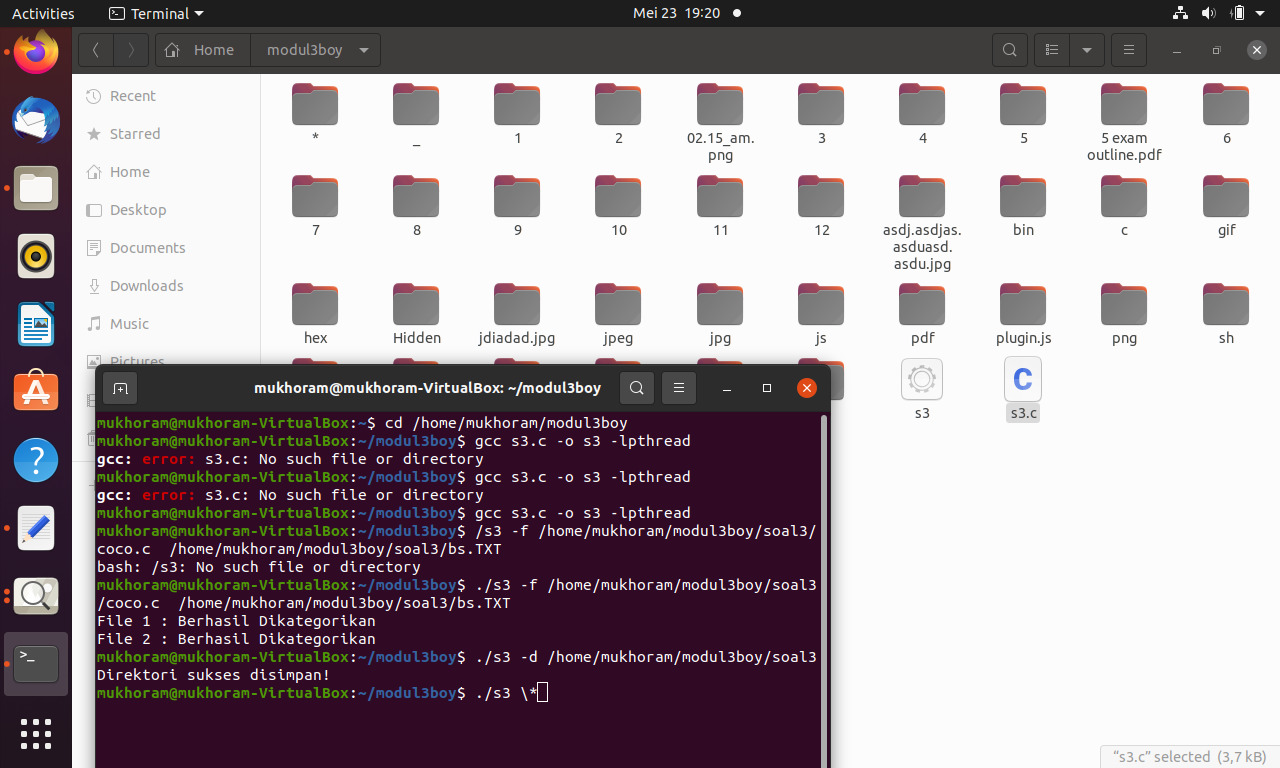 Activities
Terminal
Mei 23 19:20
Home
modul3boy
Recent
Starred
Home
Desktop
Documents
Downloads
Music
Pictures
*
_
1
2
02.15_am.
png
3
4
5
5 exam
outline.pdf
6
7
8
9
10
11
12
asdj.asdjas.
asduasd.
asdu.jpg
bin
c
gif
hex
Hidden
jdiadad.jpg
jpeg
jpg
js
pdf
plugin.js
png
sh
s3
C
s3.c
mukhoram@mukhoram-VirtualBox: ~/modul3boy
mukhoram@mukhoram-VirtualBox:~$ cd /home/mukhoram/modul3boy
mukhoram@mukhoram-VirtualBox:~/modul3boy$ gcc s3.c -o s3 -lpthread
gcc: error: s3.c: No such file or directory
mukhoram@mukhoram-VirtualBox:~/modul3boy$ gcc s3.c -o s3 -lpthread
gcc: error: s3.c: No such file or directory
mukhoram@mukhoram-VirtualBox:~/modul3boy$ gcc s3.c -o s3 -lpthread
mukhoram@mukhoram-VirtualBox:~/modul3boy$ /s3 -f /home/mukhoram/modul3boy/soal3/
coco.c  /home/mukhoram/modul3boy/soal3/bs.TXT
bash: /s3: No such file or directory
mukhoram@mukhoram-VirtualBox:~/modul3boy$ ./s3 -f /home/mukhoram/modul3boy/soal3
/coco.c  /home/mukhoram/modul3boy/soal3/bs.TXT
File 1 : Berhasil Dikategorikan
File 2 : Berhasil Dikategorikan
mukhoram@mukhoram-VirtualBox:~/modul3boy$ ./s3 -d /home/mukhoram/modul3boy/soal3
Direktori sukses disimpan!
mukhoram@mukhoram-VirtualBox:~/modul3boy$ ./s3 \*
“s3.c” selected (3,7 kB)